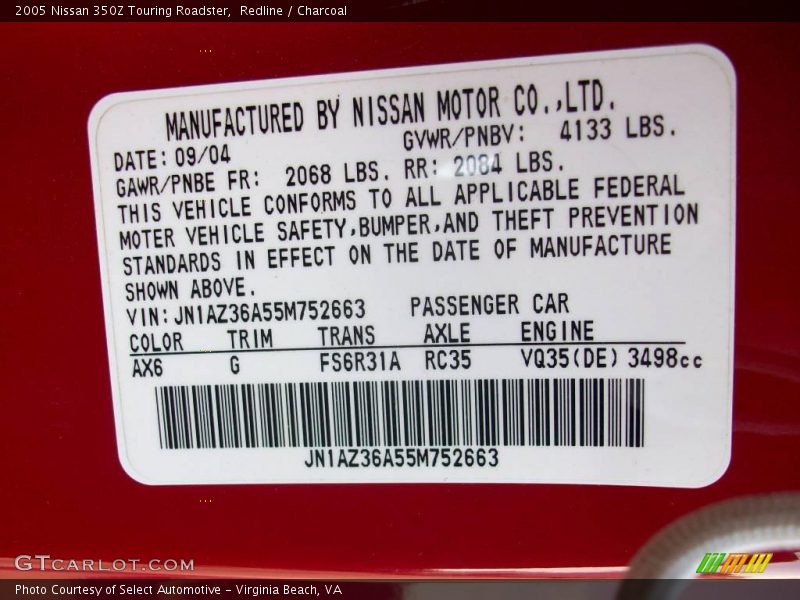 2005 Nissan 350Z Touring Roadster,  Redline / Charcoal
MANUFACTURED BY NISSAN MOTOR CO.,LTD.
DATE: 09/04 GVWR/PNBV: 4133 LBS.
GAWR/PNBE FR: 2068 LBS. RR: 2084 LBS.
THIS VEHICLE CONFORMS TO ALL APPLICABLE FEDERAL
MOTER VEHICLE SAFETY,BUMPER,AND THEFT PREVENTION
STANDARDS IN EFFECT ON THE DATE OF MANUFACTURE
SHOWN ABOVE.
VIN: JN1AZ36A55M752663 PASSENGER CAR
COLOR TRIM TRANS AXLE ENGINE
AX6 G FS6R31A RC35 VQ35(DE) 3498cc
JN1AZ36A55M752663
GTCARLOT.COM
Photo Courtesy of Select Automotive - Virginia Beach, VA